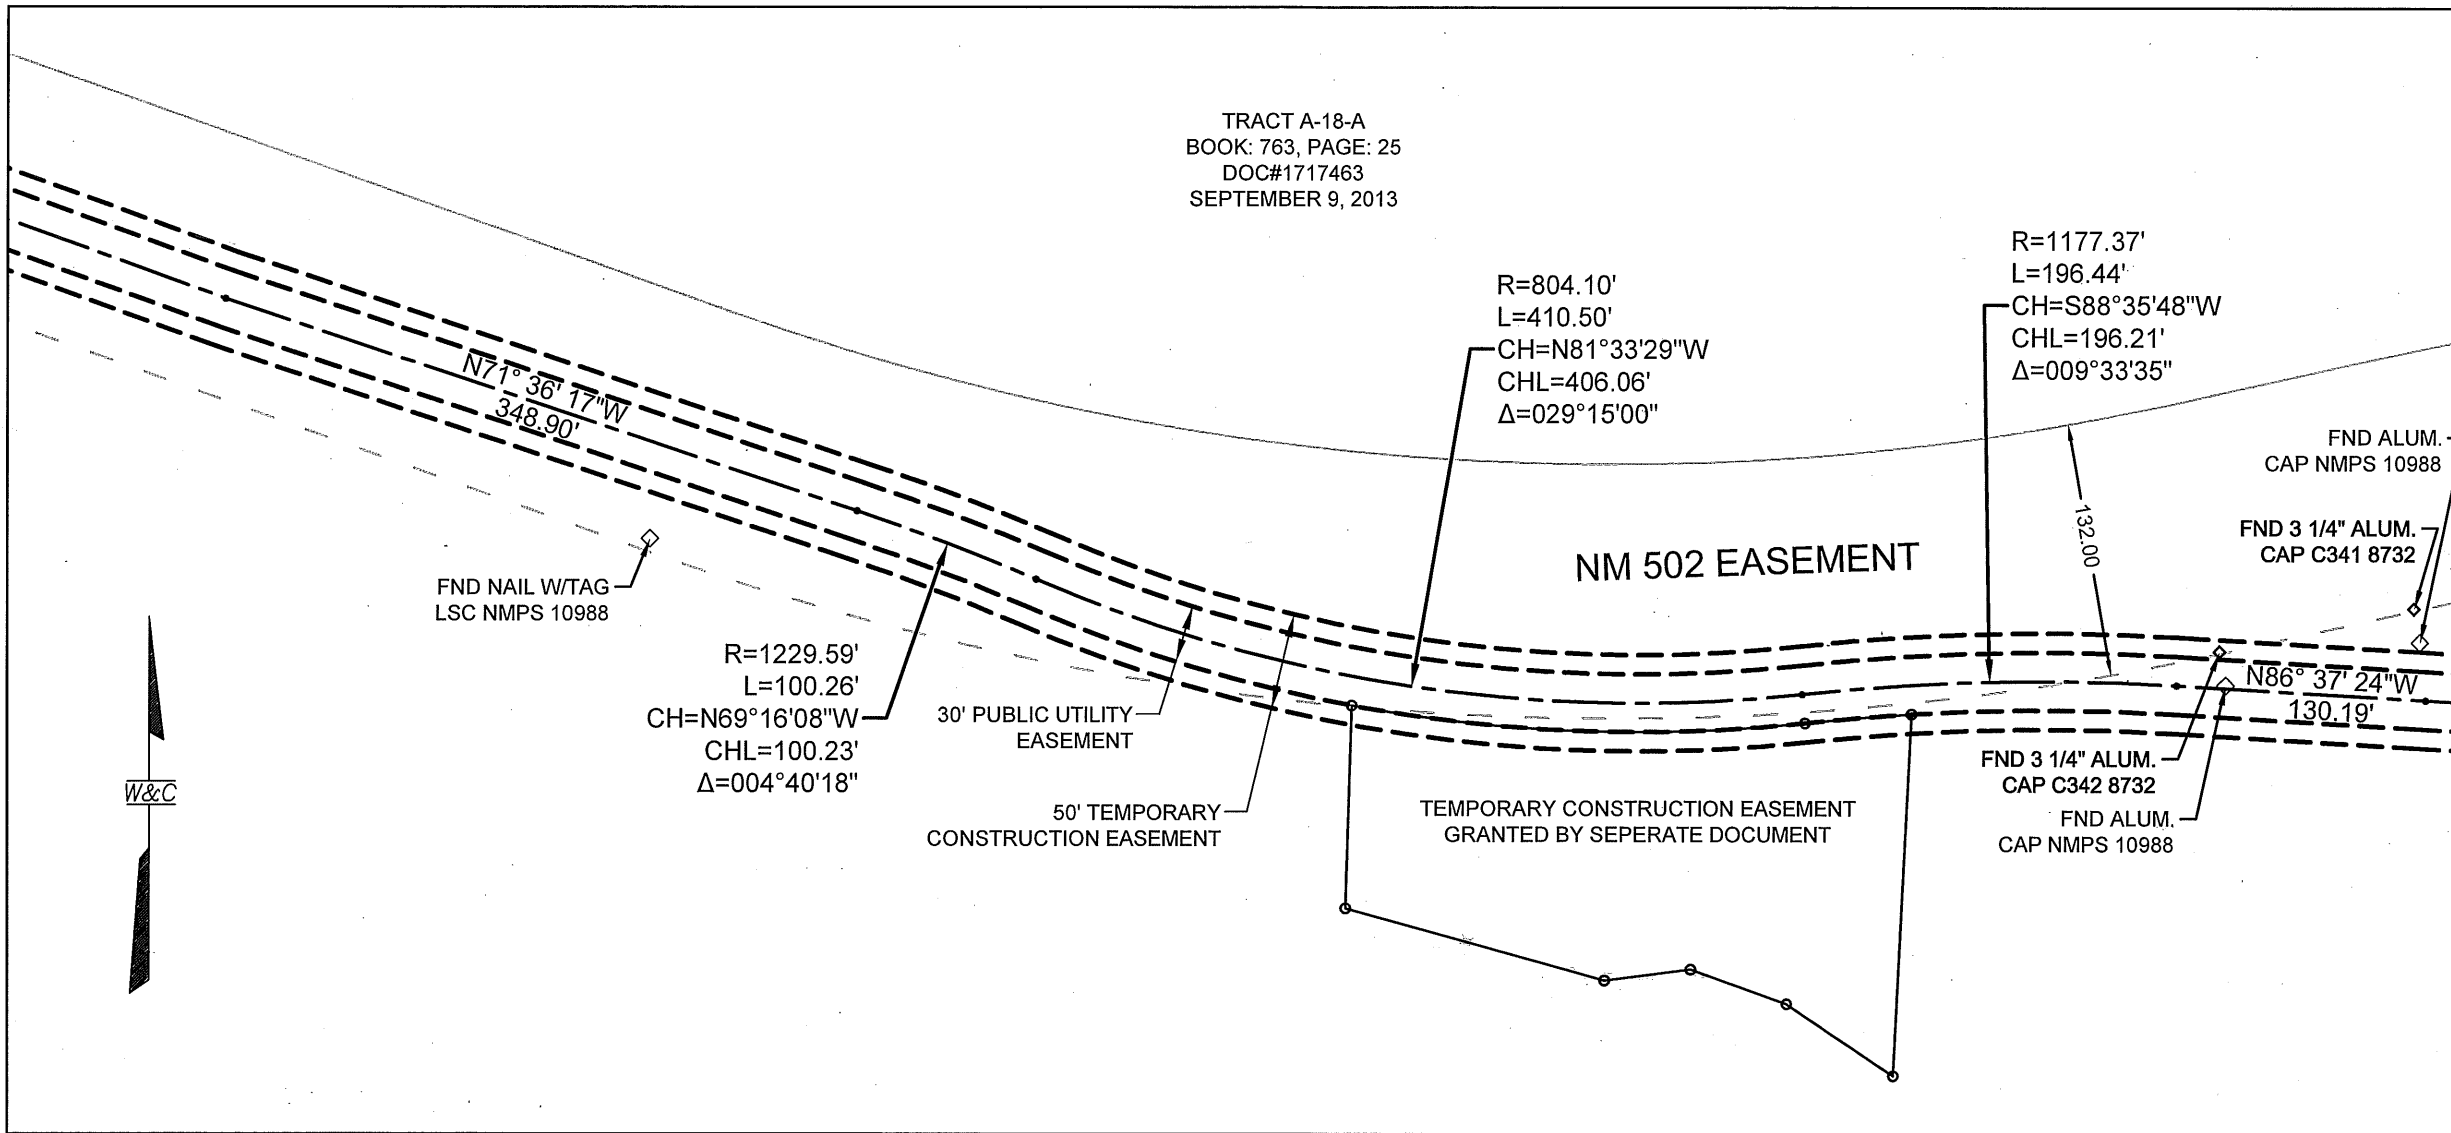 TRACT A-18-A
BOOK: 763, PAGE: 25
DOC#1717463
SEPTEMBER 9, 2013
R=1177.37'
L=196.44'
CH=S88°35'48"W
CHL=196.21'
Δ=009°33'35"
R=804.10'
L=410.50'
CH=N81°33'29"W
CHL=406.06'
Δ=029°15'00"
N71° 36' 17"W
348.90'
FND ALUM.
CAP NMPS 10988
132.00
FND 3 1/4" ALUM.
CAP C341 8732
NM 502 EASEMENT
FND NAIL W/TAG
LSC NMPS 10988
R=1229.59'
L=100.26'
CH=N69°16'08"W
CHL=100.23'
Δ=004°40'18"
30' PUBLIC UTILITY
EASEMENT
N86° 37' 24"W
130.19'
W&C
50' TEMPORARY
CONSTRUCTION EASEMENT
TEMPORARY CONSTRUCTION EASEMENT
GRANTED BY SEPERATE DOCUMENT
FND 3 1/4" ALUM.
CAP C342 8732
FND ALUM.
CAP NMPS 10988